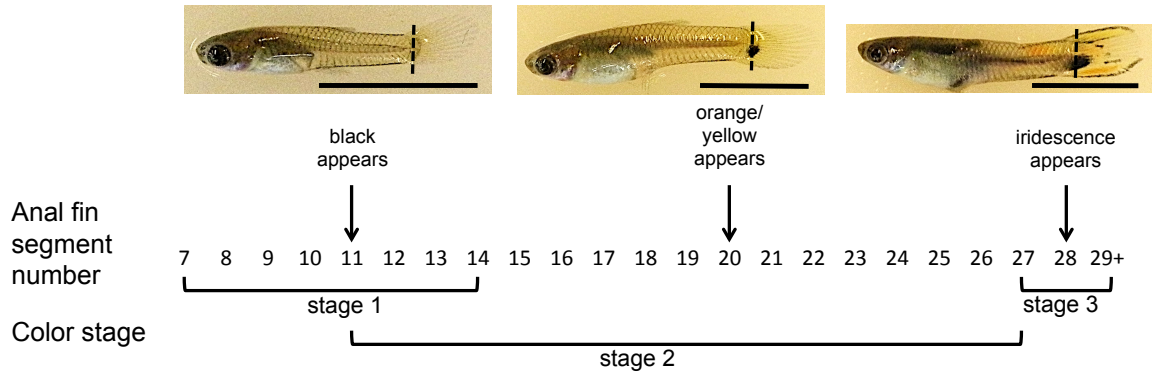 black
appears
orange/
yellow
appears
iridescence
appears
Anal fin
segment
number
7 8 9 10 11 12 13 14 15 16 17 18 19 20 21 22 23 24 25 26 27 28 29+
stage 1
stage 3
Color stage
stage 2